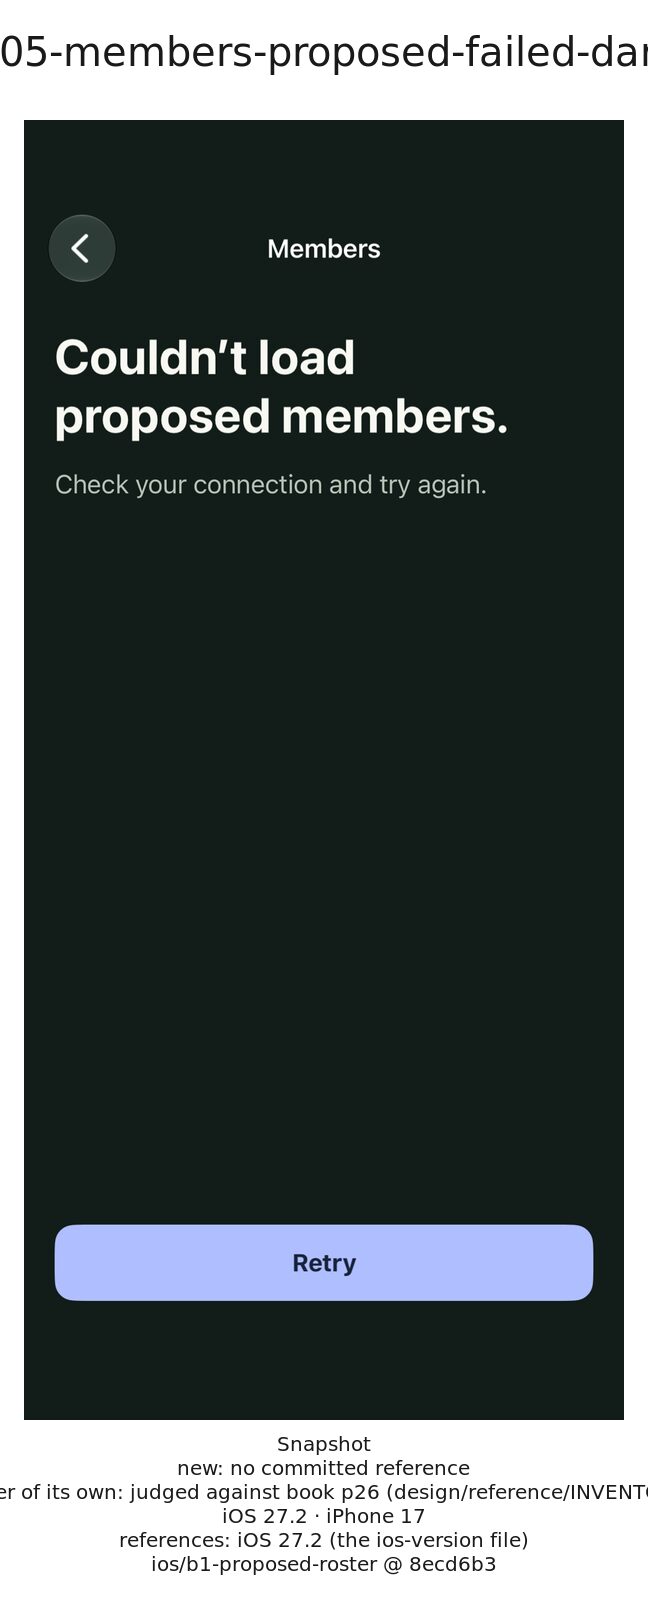 05-members-proposed-failed-dar
Members
Couldn’t load
proposed members.
Check your connection and try again.
Retry
Snapshot
new: no committed reference
er of its own: judged against book p26 (design/reference/INVENTO
iOS 27.2 · iPhone 17
references: iOS 27.2 (the ios-version file)
ios/b1-proposed-roster @ 8ecd6b3